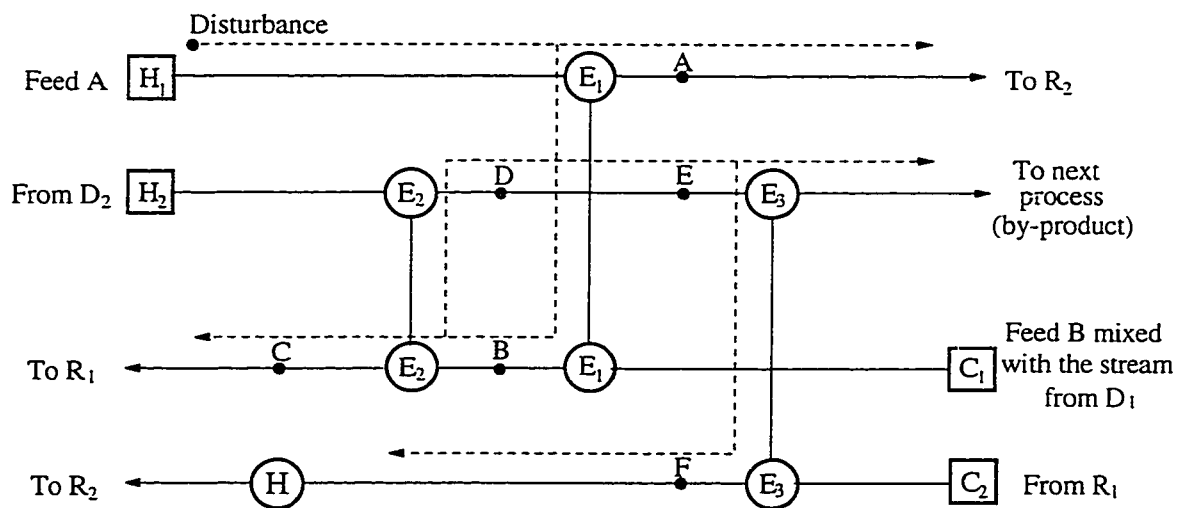 Disturbance
Feed A H₁ E₁ A To R₂
From D₂ H₂ E₂ D E E₃ To next
process
(by-product)
To R₁ C E₂ B E₁ C₁ Feed B mixed
with the stream
from D₁
To R₂ H F E₃ C₂ From R₁